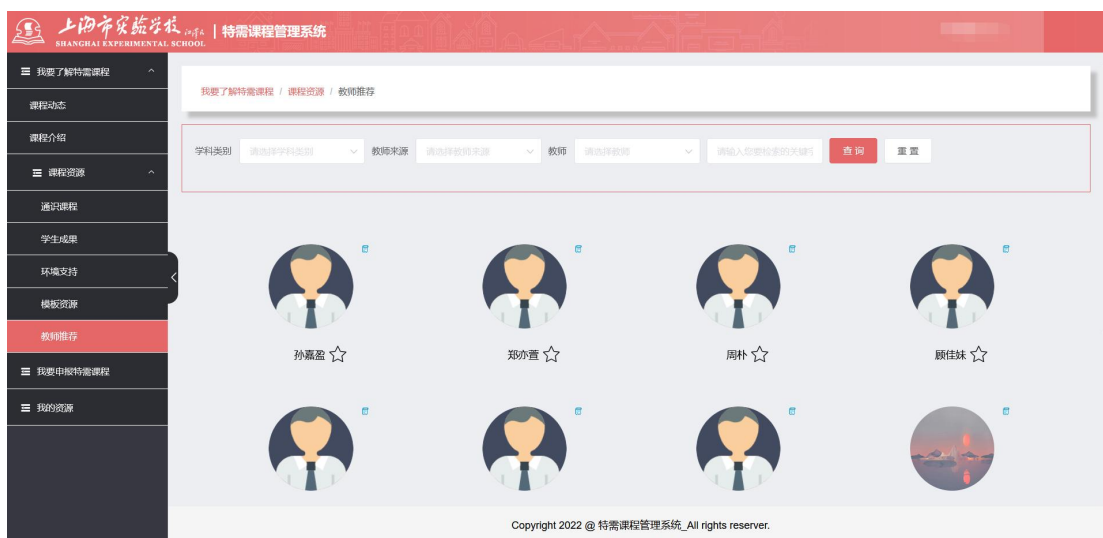 上海市实验学校 | 特需课程管理系统
SHANGHAI EXPERIMENTAL SCHOOL
我要了解特需课程
课程动态
课程介绍
课程资源
通识课程
学生成果
环境支持
模板资源
教师推荐
我要申报特需课程
我的资源
我要了解特需课程 / 课程资源 / 教师推荐
学科类别 请选择学科类别 教师来源 请选择教师来源 教师 请选择教师 请输入您要检索的关键字 查询 重置
孙嘉盈 郑亦萱 周朴 顾佳妹
Copyright 2022 @ 特需课程管理系统_All rights reserver.